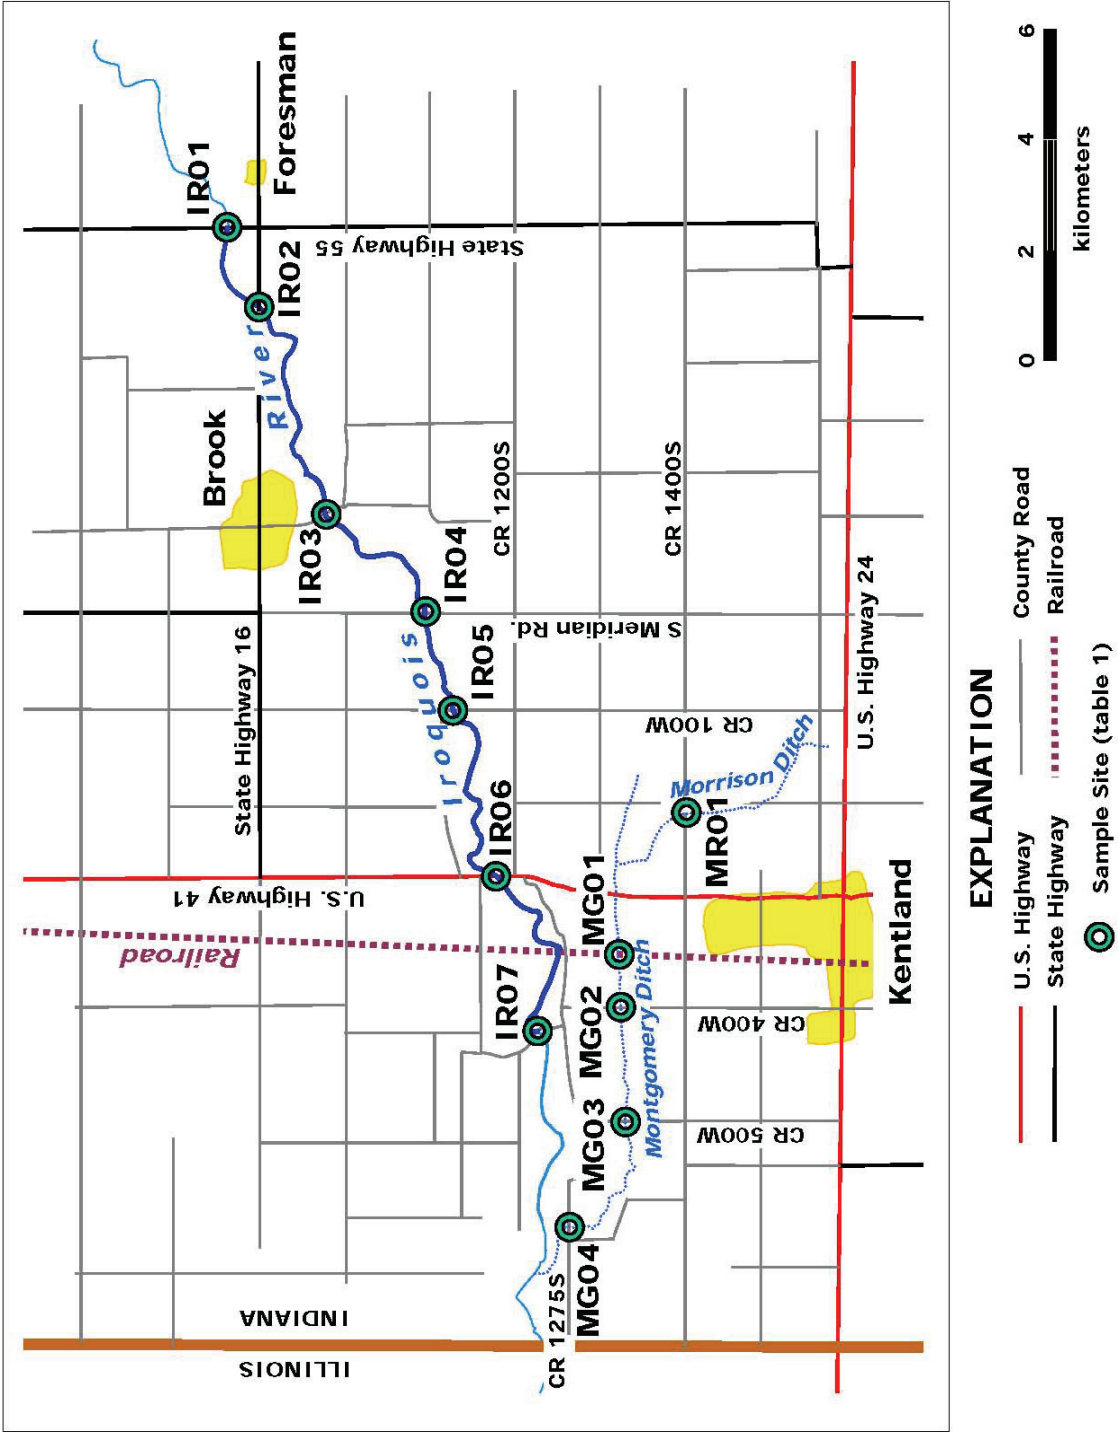 ILLINOIS
INDIANA
IR01
Foresman
State Highway 55
IR02
River
Brook
IR03
CR 1200S
CR 1400S
IR04
S Meridian Rd.
State Highway 16
Iroquois
IR05
CR 100W
U.S. Highway 24
Morrison Ditch
IR06
MR01
U.S. Highway 41
MG01
Railroad
Kentland
IR07
MG02
Montgomery Ditch
CR 400W
MG03
CR 500W
MG04
CR 1275S
EXPLANATION
U.S. Highway
State Highway
County Road
Railroad
Sample Site (table 1)
0 2 4 6
kilometers